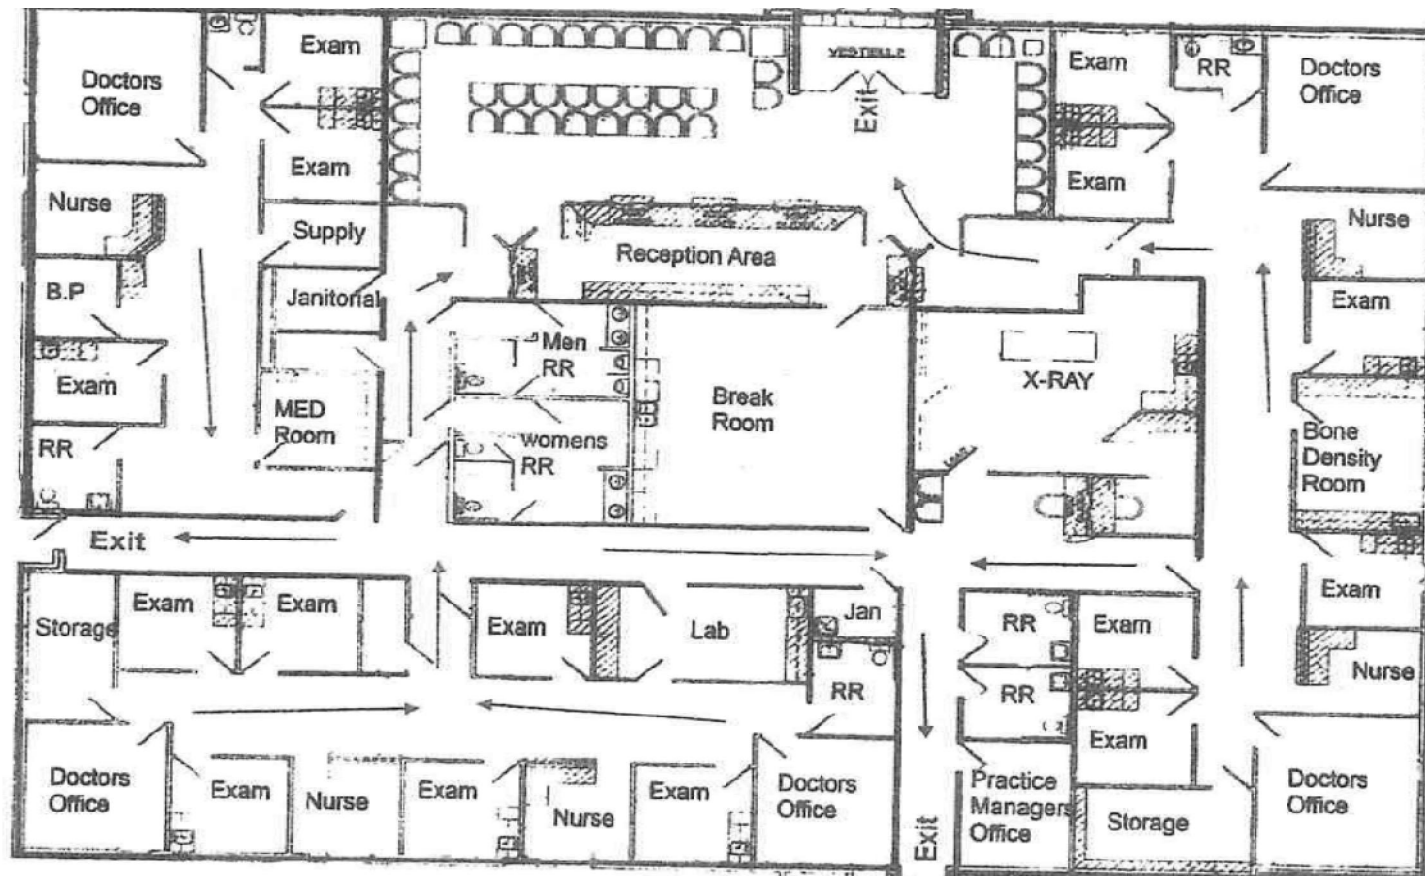 Exam
Doctors
Office
Exam
Nurse
Supply
B.P
Janitorial
Exam
MED
Room
RR
Exit
Reception Area
Men
RR
womens
RR
Break
Room
Exit
Exam
RR
Doctors
Office
Exam
Nurse
Exam
X-RAY
Bone
Density
Room
Exam
Nurse
Storage
Exam
Exam
Exam
Lab
Jan
RR
RR
RR
Exam
Exam
Doctors
Office
Exam
Nurse
Exam
Nurse
Exam
Doctors
Office
Exit
Practice
Managers
Office
Storage
Doctors
Office